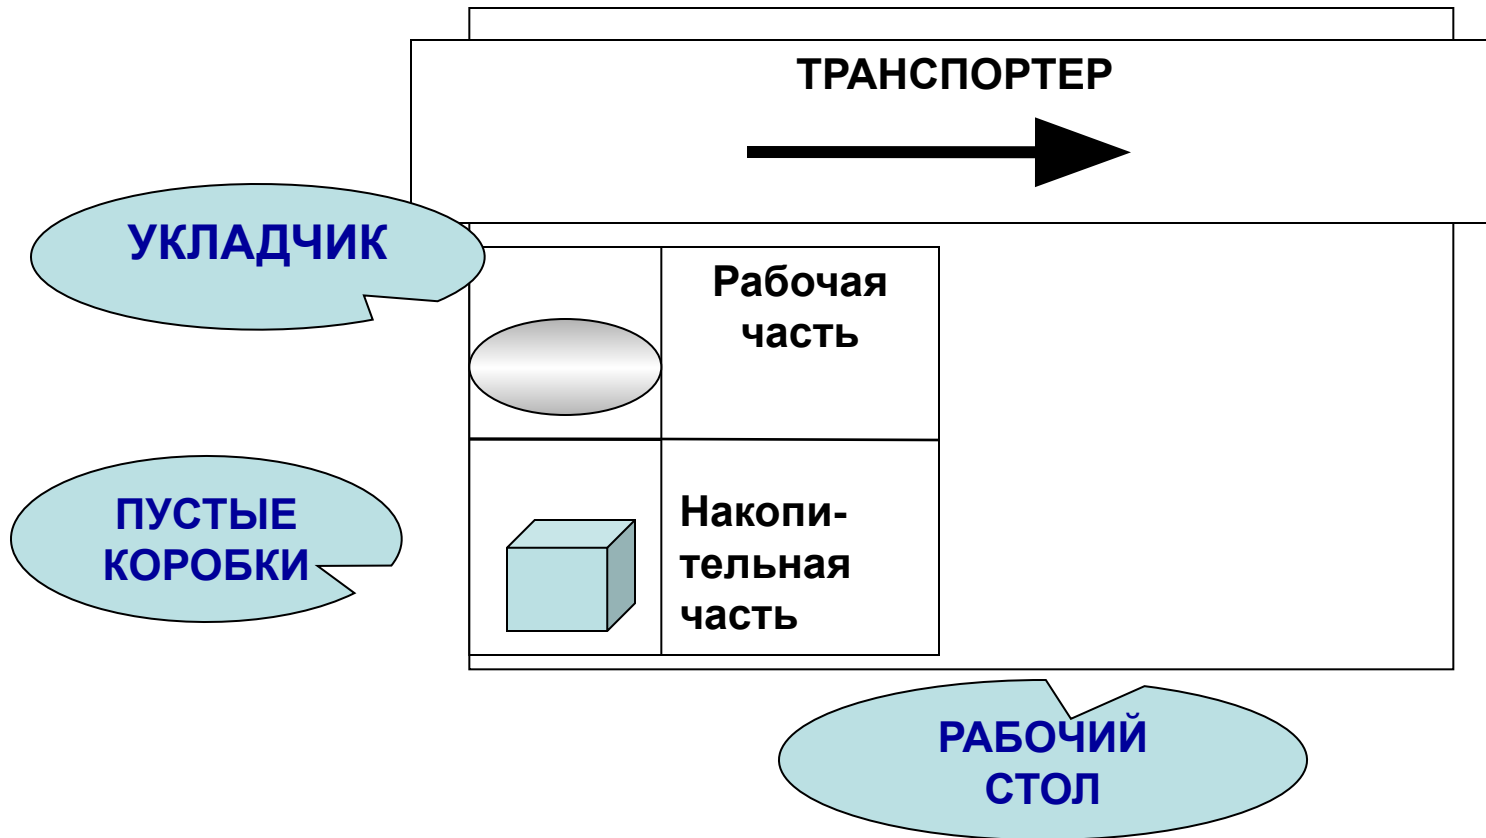 ТРАНСПОРТЕР
УКЛАДЧИК
Рабочая
часть
ПУСТЫЕ
КОРОБКИ
Накопи-
тельная
часть
РАБОЧИЙ
СТОЛ